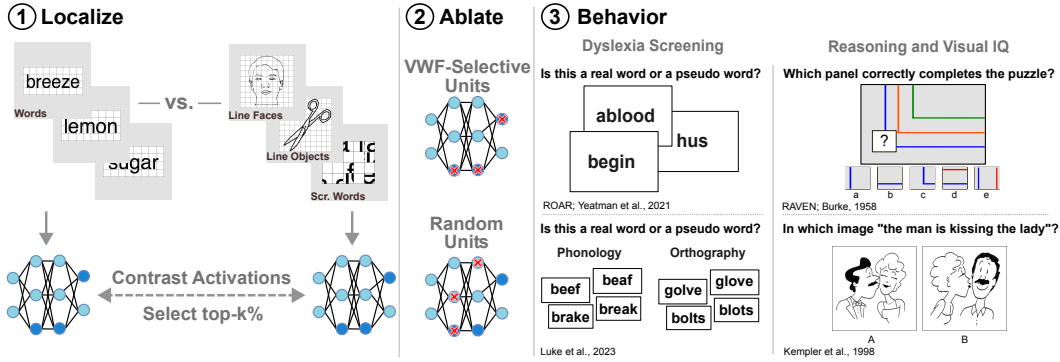 1 Localize
breeze
Words
lemon
sugar
vs.
Line Faces
Line Objects
Scr. Words
Contrast Activations
Select top-k%
2 Ablate
VWF-Selective
Units
Random
Units
3 Behavior
Dyslexia Screening
Is this a real word or a pseudo word?
ablood
hus
begin
ROAR; Yeatman et al., 2021
Is this a real word or a pseudo word?
Phonology
Orthography
beef
beaf
brake
break
golve
glove
bolts
blots
Luke et al., 2023
Reasoning and Visual IQ
Which panel correctly completes the puzzle?
?
a b c d e
RAVEN; Burke, 1958
In which image "the man is kissing the lady"?
A B
Kempler et al., 1998